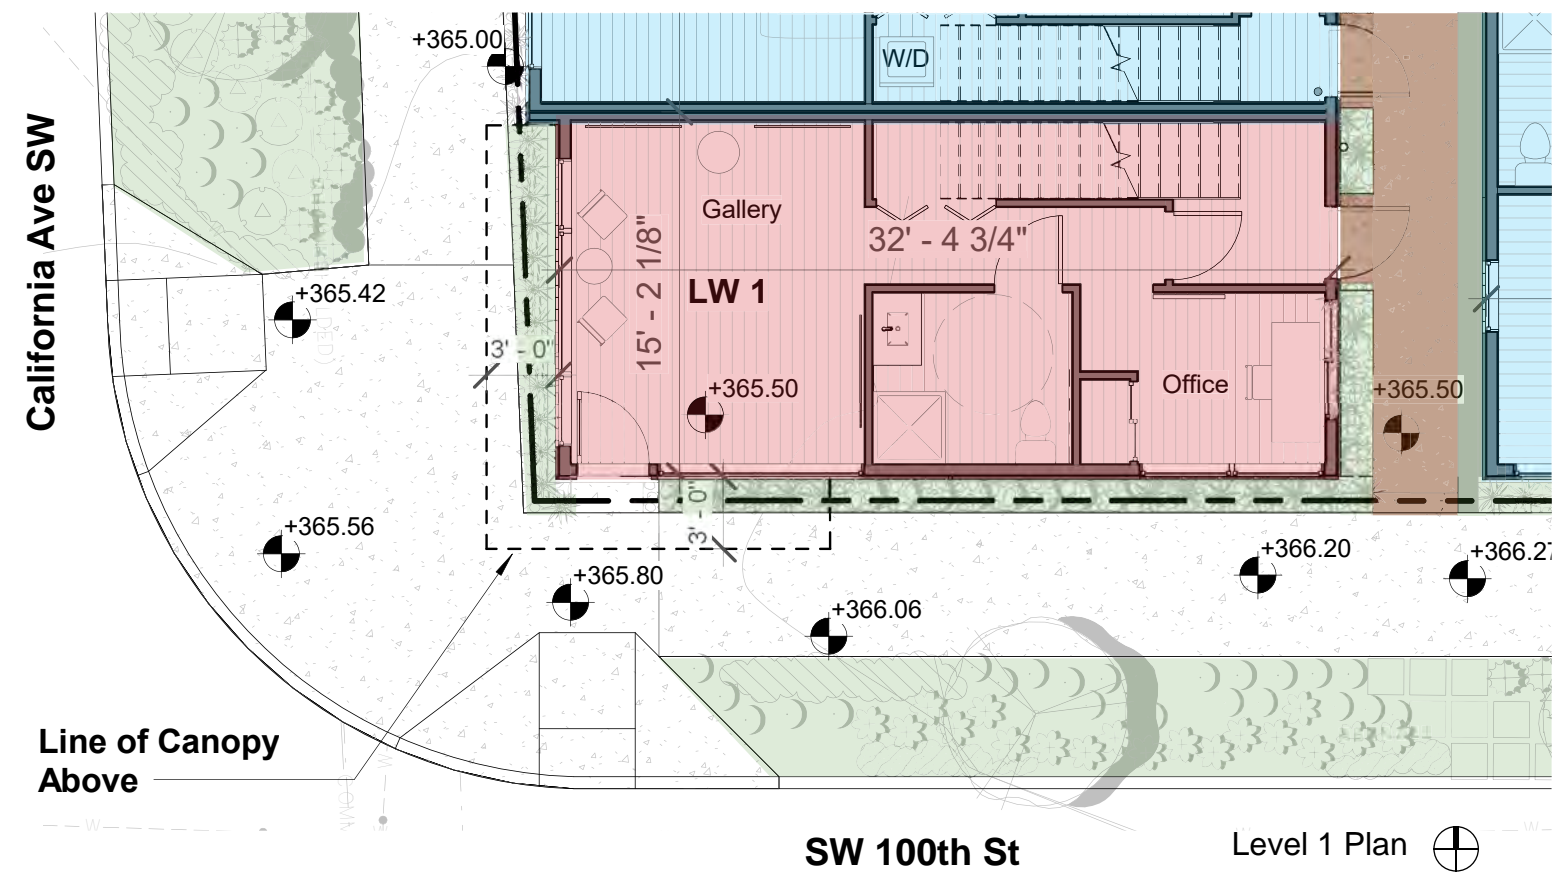 +365.00
W/D
California Ave SW
Gallery
32' - 4 3/4"
15' - 2 1/8"
LW 1
+365.42
3' - 0"
+365.50
Office
+365.50
3' - 0"
+365.56
+366.20
+366.27
+365.80
+366.06
Line of Canopy
Above
W
W
W
SW 100th St
Level 1 Plan